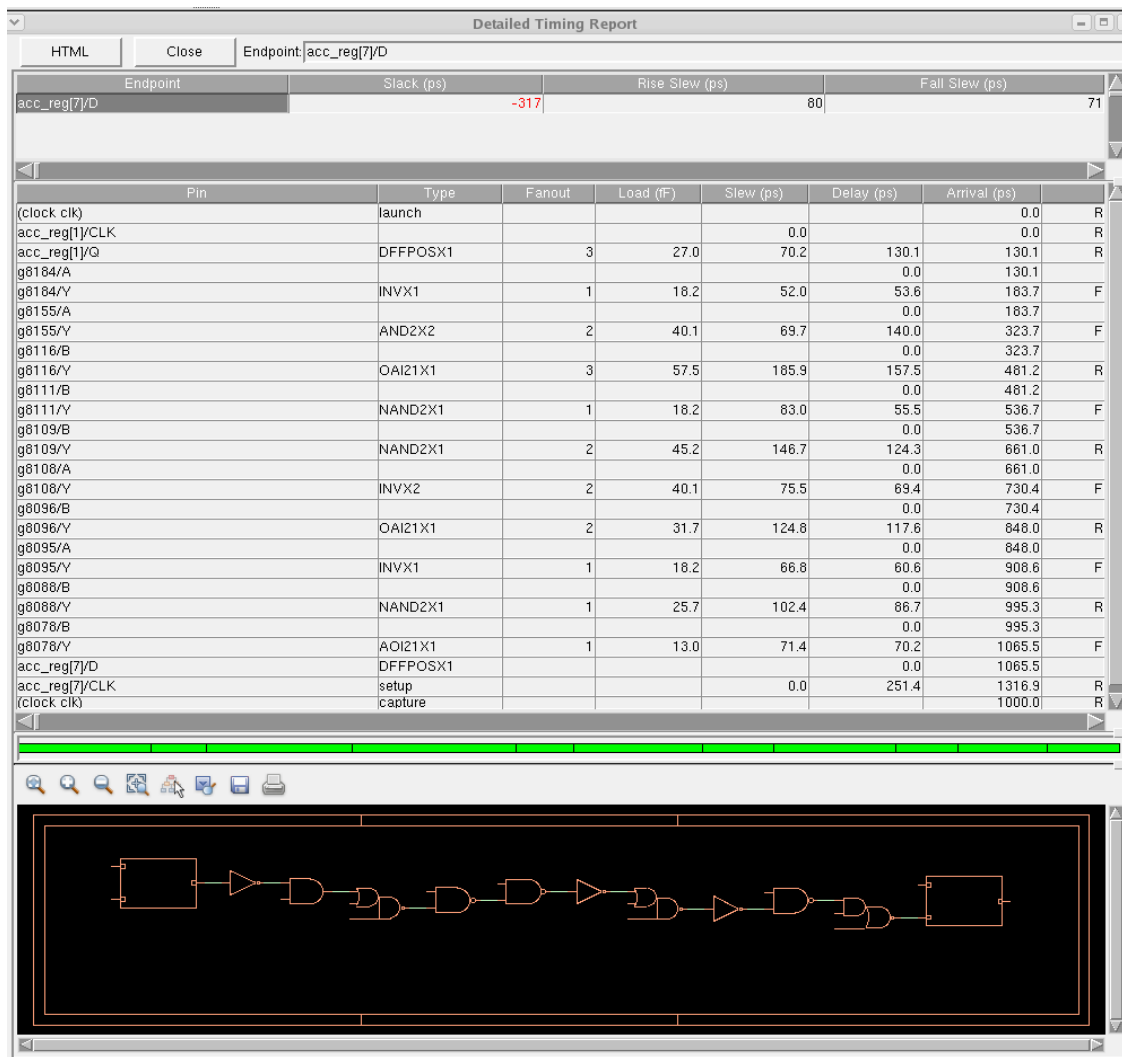 Detailed Timing Report
HTML Close Endpoint: acc_reg[7]/D
Endpoint Slack (ps) Rise Slew (ps) Fall Slew (ps)
acc_reg[7]/D -317 80 71
Pin Type Fanout Load (fF) Slew (ps) Delay (ps) Arrival (ps)
(clock clk) launch 0.0 R
acc_reg[1]/CLK 0.0 0.0 R
acc_reg[1]/Q DFFPOSX1 3 27.0 70.2 130.1 130.1 R
g8184/A 0.0 130.1
g8184/Y INVX1 1 18.2 52.0 53.6 183.7 F
g8155/A 0.0 183.7
g8155/Y AND2X2 2 40.1 69.7 140.0 323.7 F
g8116/B 0.0 323.7
g8116/Y OAI21X1 3 57.5 185.9 157.5 481.2 R
g8111/B 0.0 481.2
g8111/Y NAND2X1 1 18.2 83.0 55.5 536.7 F
g8109/B 0.0 536.7
g8109/Y NAND2X1 2 45.2 146.7 124.3 661.0 R
g8108/A 0.0 661.0
g8108/Y INVX2 2 40.1 75.5 69.4 730.4 F
g8096/B 0.0 730.4
g8096/Y OAI21X1 2 31.7 124.8 117.6 848.0 R
g8095/A 0.0 848.0
g8095/Y INVX1 1 18.2 66.8 60.6 908.6 F
g8088/B 0.0 908.6
g8088/Y NAND2X1 1 25.7 102.4 86.7 995.3 R
g8078/B 0.0 995.3
g8078/Y AOI21X1 1 13.0 71.4 70.2 1065.5 F
acc_reg[7]/D DFFPOSX1 0.0 1065.5
acc_reg[7]/CLK setup 0.0 251.4 1316.9 R
(clock clk) capture 1000.0 R